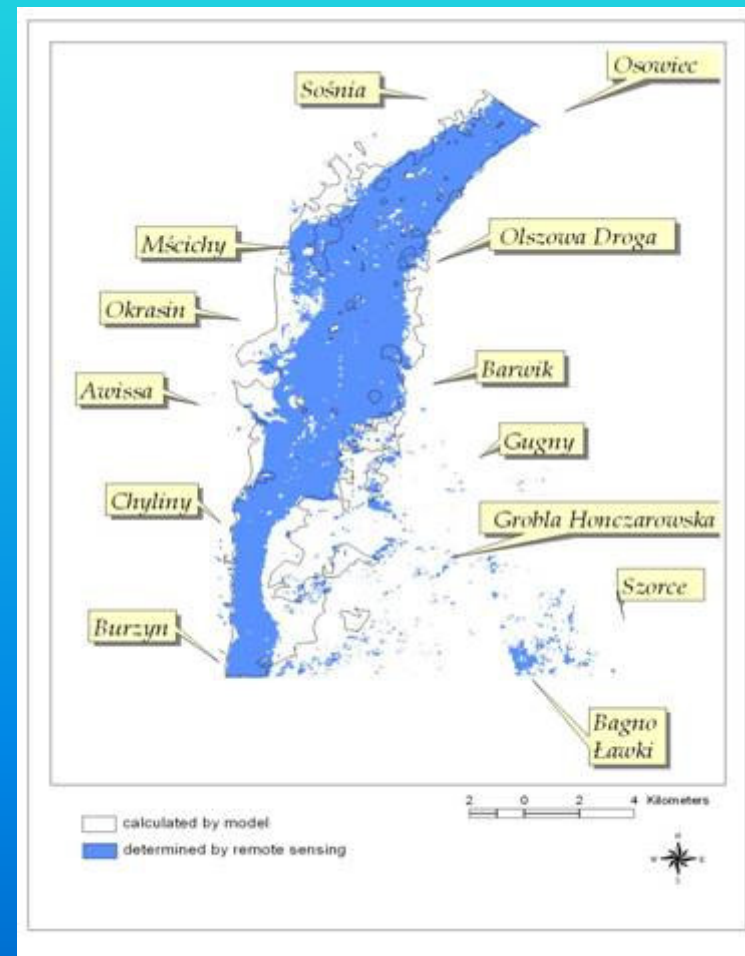 Osowiec
Sośnia
Mścichy
Olszowa Droga
Okrasin
Barwik
Awissa
Gugny
Chyliny
Grobla Honczarowska
Szorce
Burzyn
Bagno
Ławki
2 0 2 4 Kilometers
calculated by model
determined by remote sensing
N
W E
S